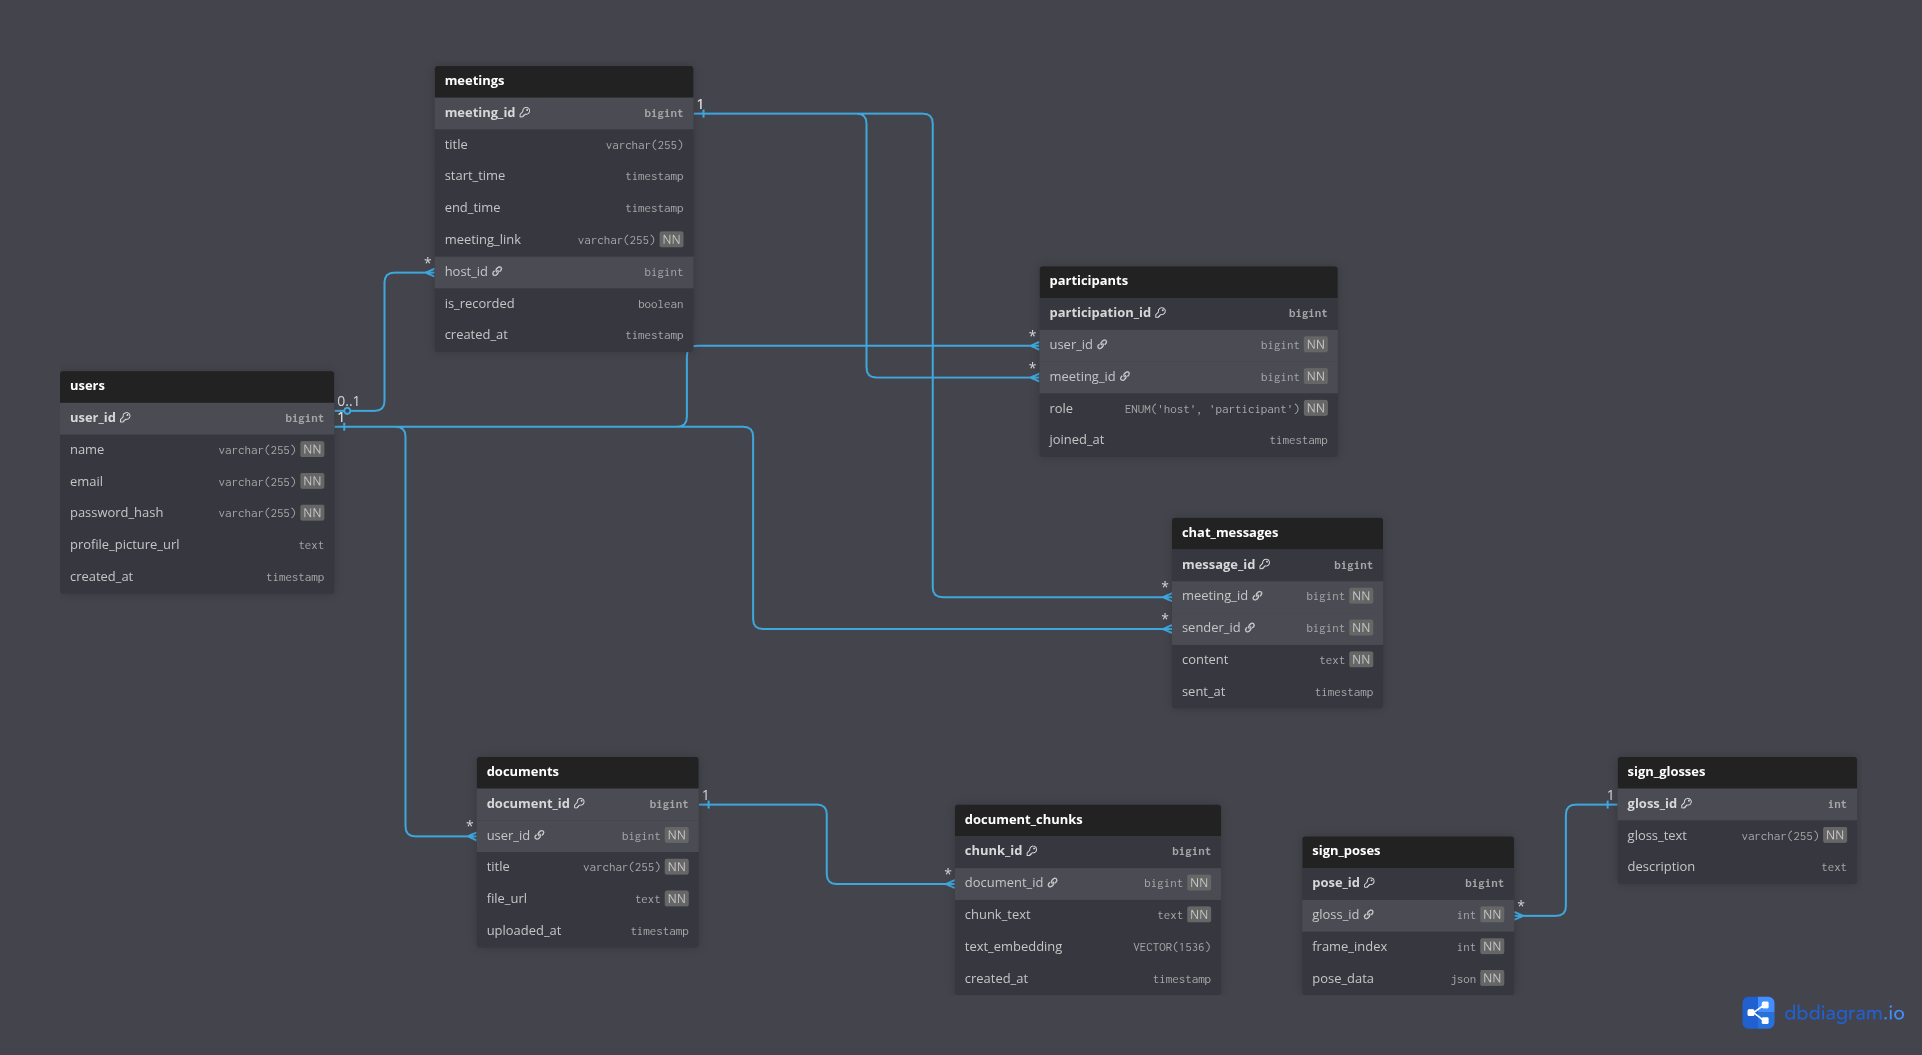 meetings
meeting_id bigint
title varchar(255)
start_time timestamp
end_time timestamp
meeting_link varchar(255) NN
host_id bigint
is_recorded boolean
created_at timestamp
1
*
users
user_id bigint
name varchar(255) NN
email varchar(255) NN
password_hash varchar(255) NN
profile_picture_url text
created_at timestamp
0..1
1
participants
participation_id bigint
user_id bigint NN
meeting_id bigint NN
role ENUM('host', 'participant') NN
joined_at timestamp
*
*
chat_messages
message_id bigint
meeting_id bigint NN
sender_id bigint NN
content text NN
sent_at timestamp
*
*
documents
document_id bigint
user_id bigint NN
title varchar(255) NN
file_url text NN
uploaded_at timestamp
1
*
document_chunks
chunk_id bigint
document_id bigint NN
chunk_text text NN
text_embedding VECTOR(1536)
created_at timestamp
*
sign_poses
pose_id bigint
gloss_id int NN
frame_index int NN
pose_data json NN
*
sign_glosses
gloss_id int
gloss_text varchar(255) NN
description text
1
dbdiagram.io